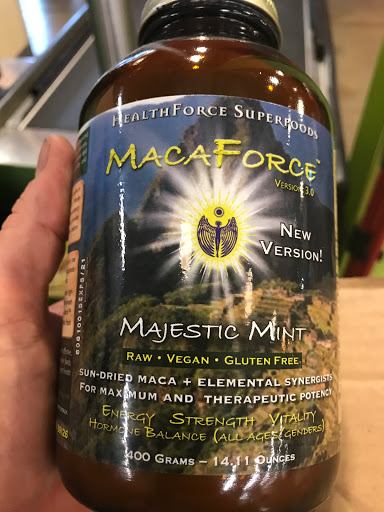 HealthForce Superfoods
MacaForce™
Version 3.0
New
Version!
Majestic Mint
Raw • Vegan • Gluten Free
Sun-Dried Maca + Elemental Synergists
For Maximum and Therapeutic Potency
Energy Strength Vitality
Hormone Balance (All Ages/Genders)
400 Grams – 14.11 Ounces